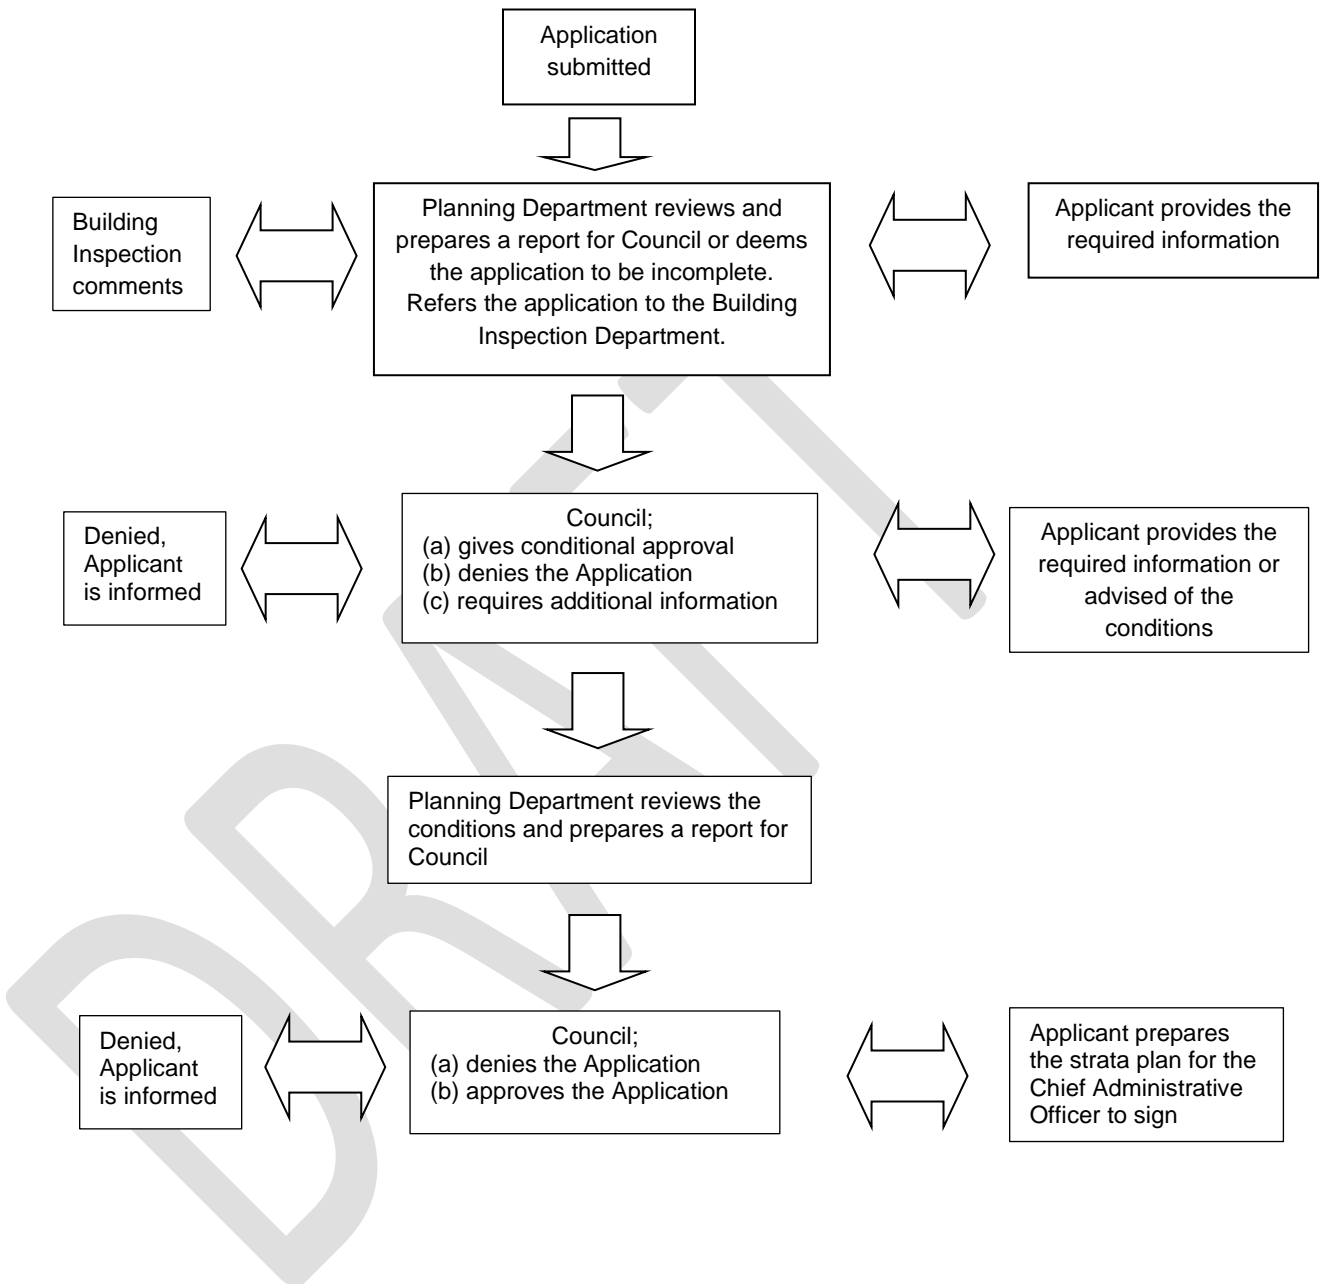 Application
submitted
Building
Inspection
comments
Planning Department reviews and
prepares a report for Council or deems
the application to be incomplete.
Refers the application to the Building
Inspection Department.
Applicant provides the
required information
Denied,
Applicant
is informed
Council;
(a) gives conditional approval
(b) denies the Application
(c) requires additional information
Applicant provides the
required information or
advised of the
conditions
Planning Department reviews the
conditions and prepares a report for
Council
Denied,
Applicant
is informed
Council;
(a) denies the Application
(b) approves the Application
Applicant prepares
the strata plan for the
Chief Administrative
Officer to sign
DRAFT